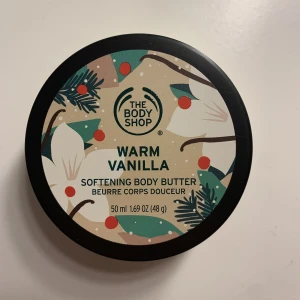 THE
BODY
SHOP
WARM
VANILLA
SOFTENING BODY BUTTER
BEURRE CORPS DOUCEUR
50 ml 1.69 OZ (48 g)